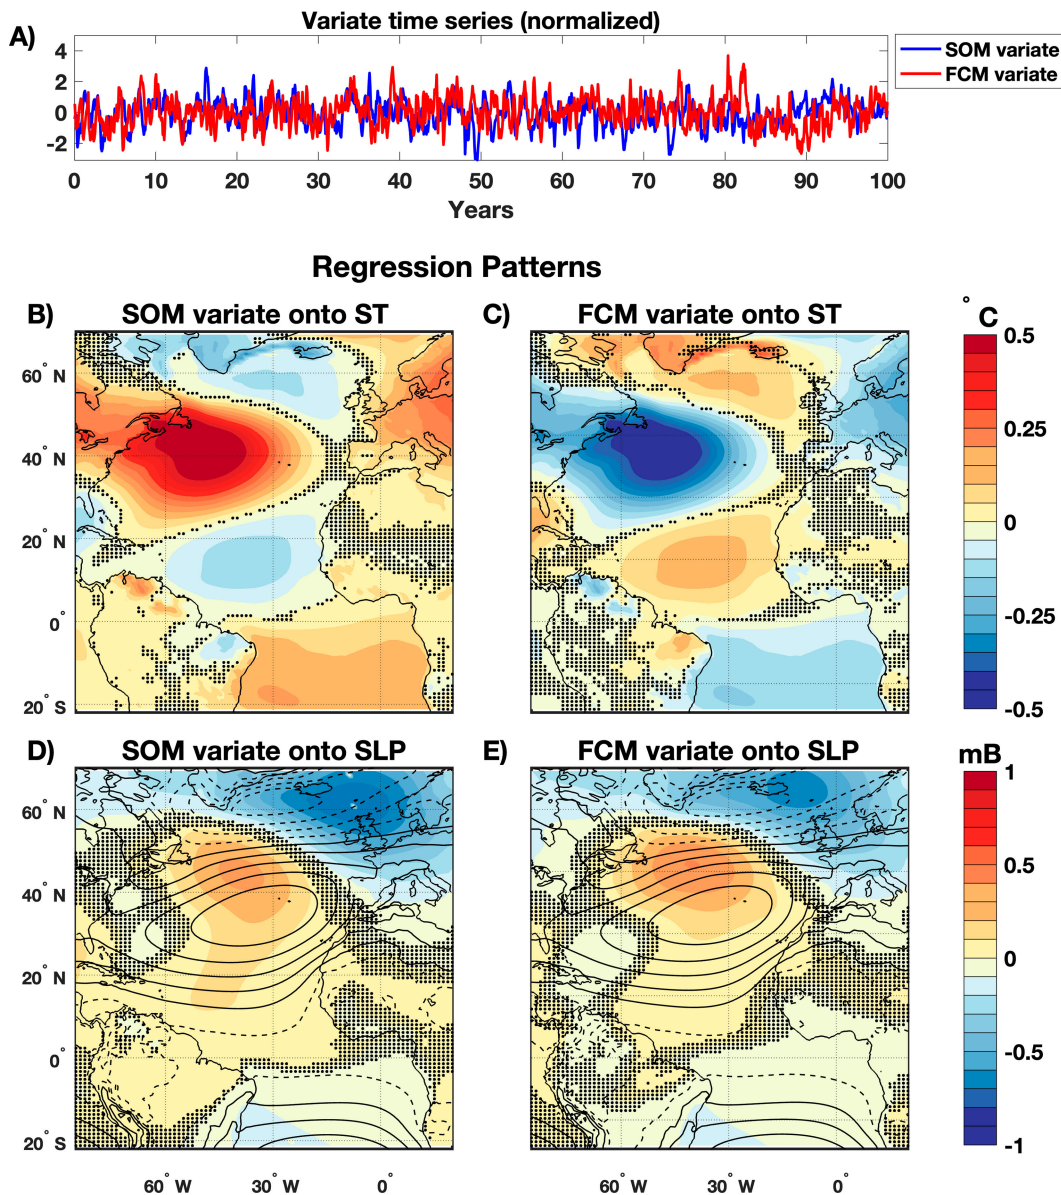 A)
Variate time series (normalized)
4
2
0
-2
0 10 20 30 40 50 60 70 80 90 100
Years
SOM variate
FCM variate
Regression Patterns
B) SOM variate onto ST
C) FCM variate onto ST
° C
60° N
40° N
20° N
0°
20° S
0.5
0.25
0
-0.25
-0.5
D) SOM variate onto SLP
E) FCM variate onto SLP
mB
60° N
40° N
20° N
0°
20° S
1
0.5
0
-0.5
-1
60° W 30° W 0°
60° W 30° W 0°